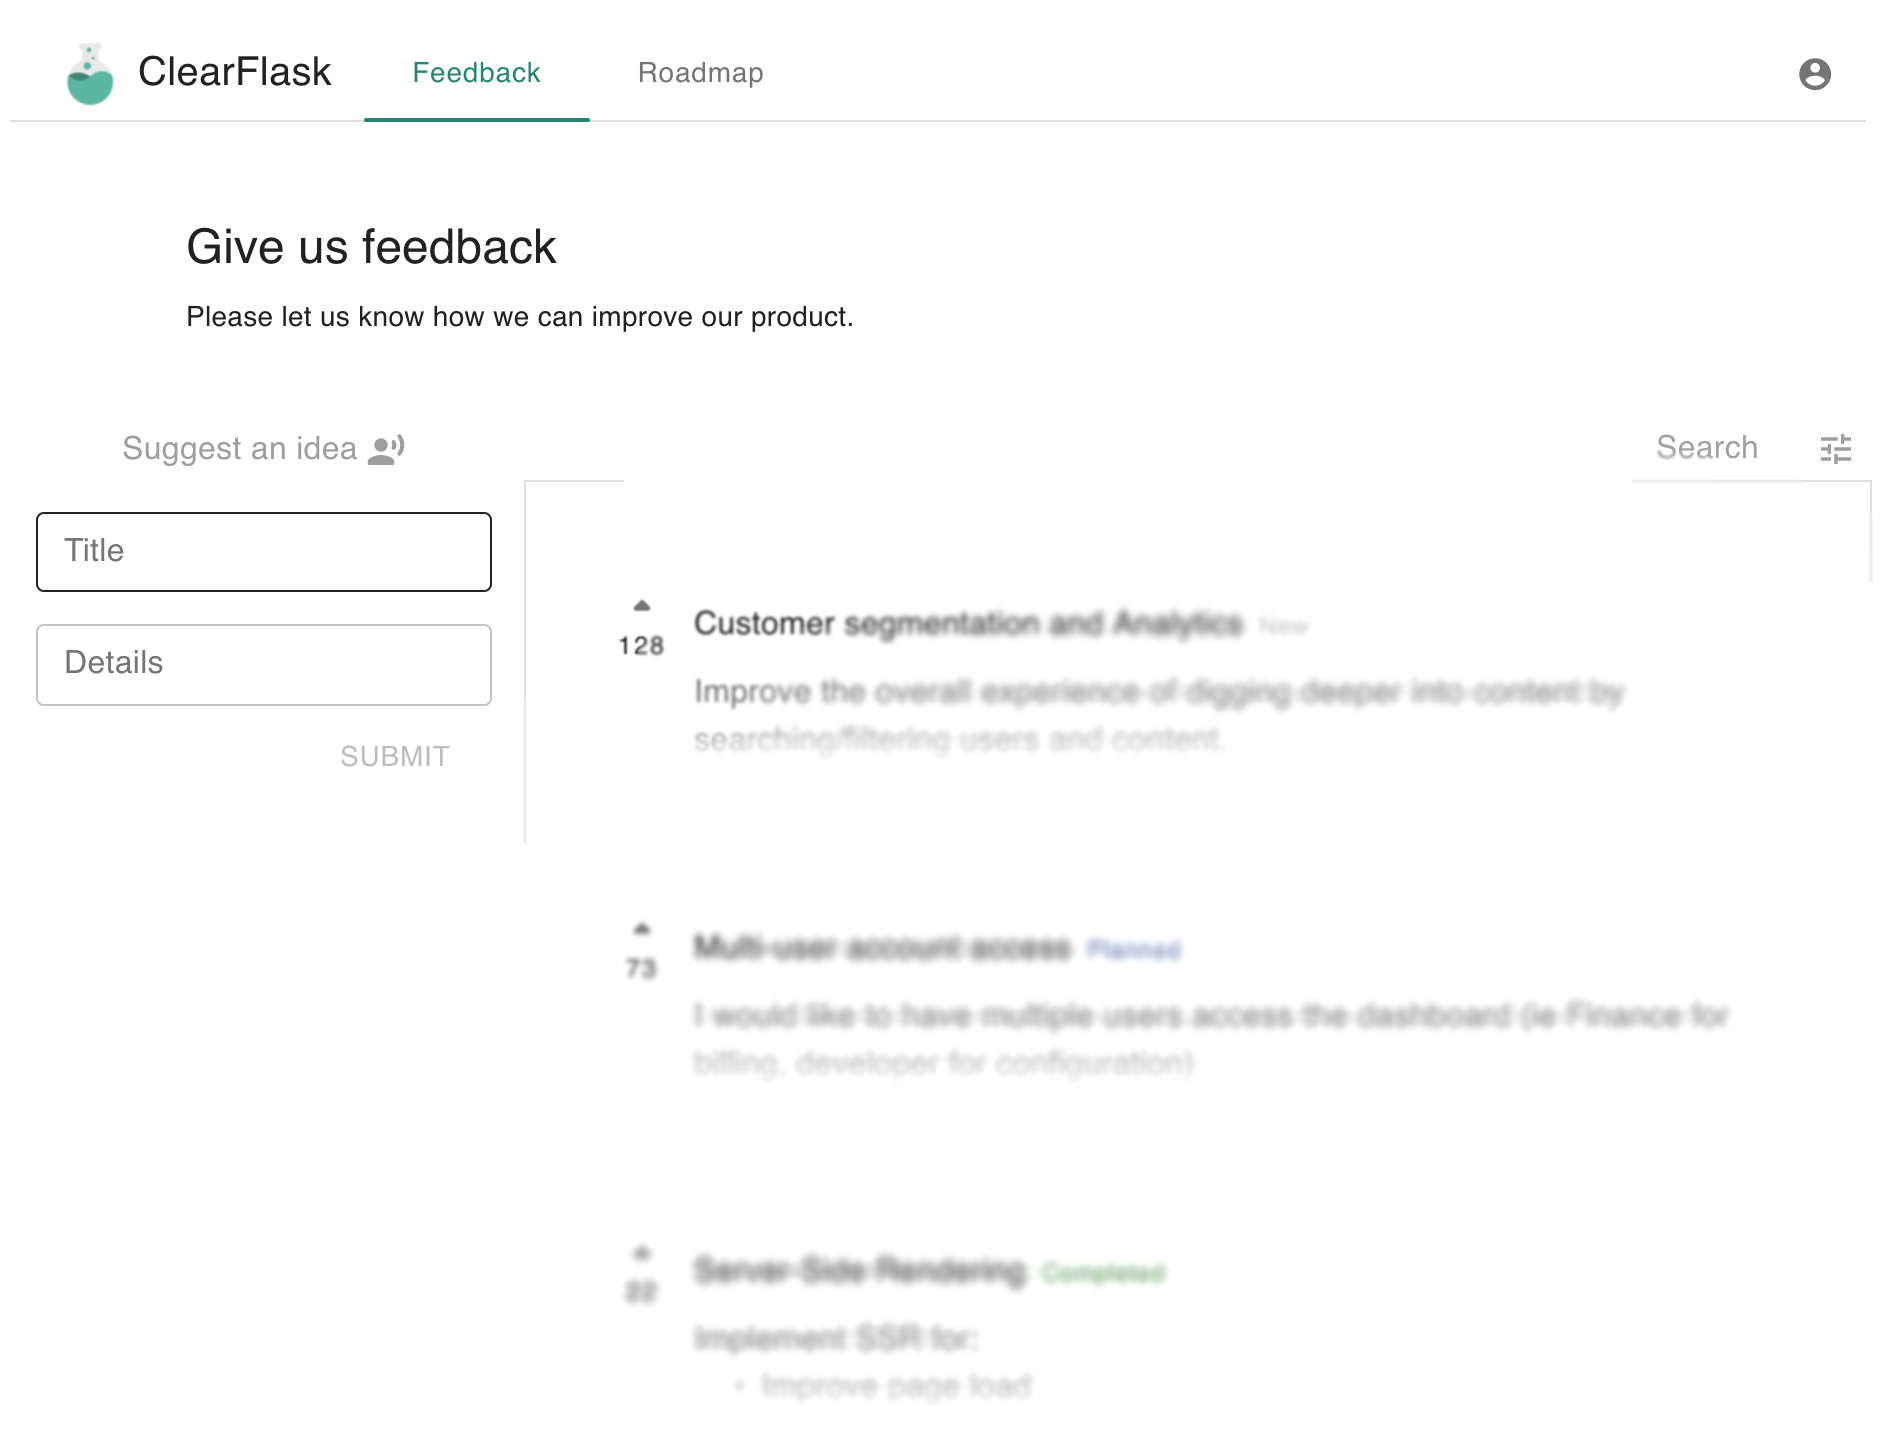 ClearFlask
Feedback
Roadmap
Give us feedback
Please let us know how we can improve our product.
Suggest an idea
Search
Title
Details
SUBMIT
128
Customer segmentation and Analytics New
Improve the overall experience of digging deeper into content by
searching/filtering users and content.
73
Multi-user account access Planned
I would like to have multiple users access the dashboard (ie Finance for
billing, developer for configuration)
22
Server-Side Rendering Completed
Implement SSR for:
• Improve page load